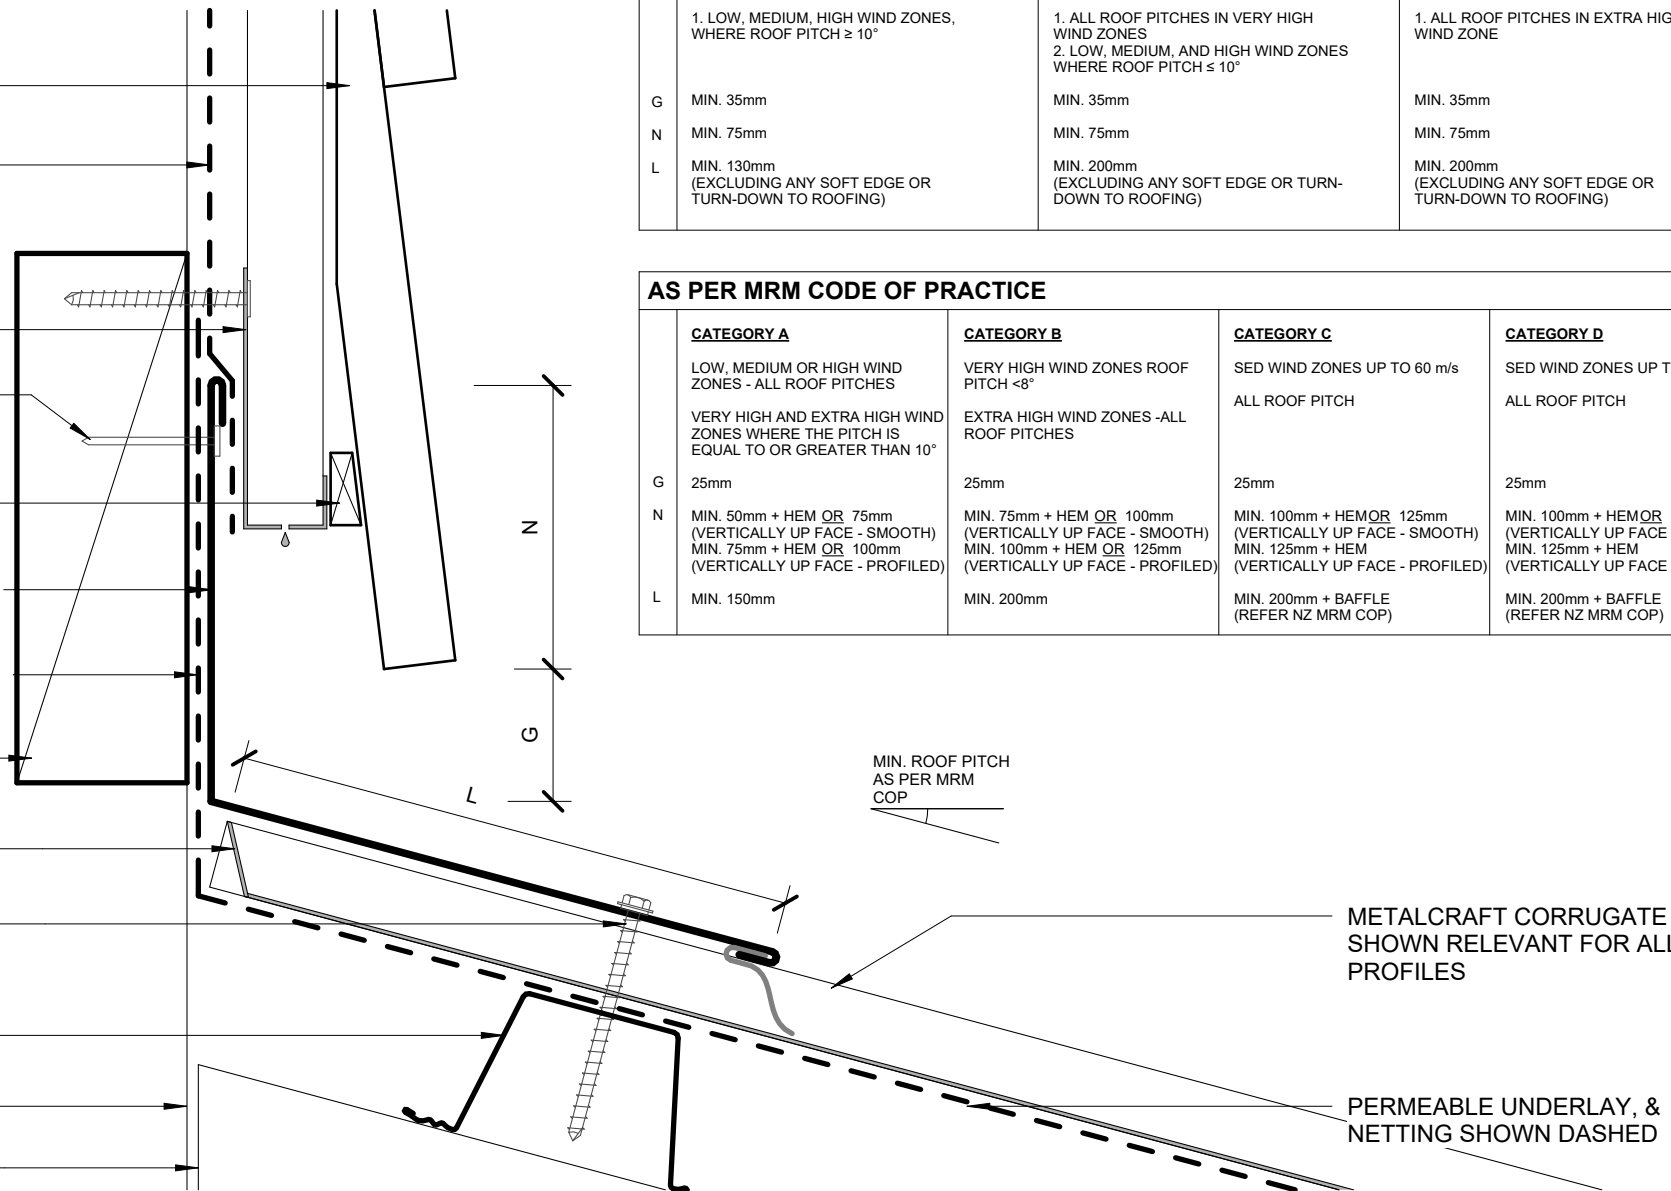 1. LOW, MEDIUM, HIGH WIND ZONES,
WHERE ROOF PITCH ≥ 10°
1. ALL ROOF PITCHES IN VERY HIGH
WIND ZONES
2. LOW, MEDIUM, AND HIGH WIND ZONES
WHERE ROOF PITCH ≤ 10°
1. ALL ROOF PITCHES IN EXTRA HIG
WIND ZONE
G
MIN. 35mm
MIN. 35mm
MIN. 35mm
N
MIN. 75mm
MIN. 75mm
MIN. 75mm
L
MIN. 130mm
(EXCLUDING ANY SOFT EDGE OR
TURN-DOWN TO ROOFING)
MIN. 200mm
(EXCLUDING ANY SOFT EDGE OR TURN-
DOWN TO ROOFING)
MIN. 200mm
(EXCLUDING ANY SOFT EDGE OR
TURN-DOWN TO ROOFING)
AS PER MRM CODE OF PRACTICE
CATEGORY A
LOW, MEDIUM OR HIGH WIND
ZONES - ALL ROOF PITCHES
VERY HIGH AND EXTRA HIGH WIND
ZONES WHERE THE PITCH IS
EQUAL TO OR GREATER THAN 10°
CATEGORY B
VERY HIGH WIND ZONES ROOF
PITCH <8°
EXTRA HIGH WIND ZONES -ALL
ROOF PITCHES
CATEGORY C
SED WIND ZONES UP TO 60 m/s
ALL ROOF PITCH
CATEGORY D
SED WIND ZONES UP T
ALL ROOF PITCH
G
25mm
25mm
25mm
25mm
N
MIN. 50mm + HEM OR 75mm
(VERTICALLY UP FACE - SMOOTH)
MIN. 75mm + HEM OR 100mm
(VERTICALLY UP FACE - PROFILED)
MIN. 75mm + HEM OR 100mm
(VERTICALLY UP FACE - SMOOTH)
MIN. 100mm + HEM OR 125mm
(VERTICALLY UP FACE - PROFILED)
MIN. 100mm + HEMOR 125mm
(VERTICALLY UP FACE - SMOOTH)
MIN. 125mm + HEM
(VERTICALLY UP FACE - PROFILED)
MIN. 100mm + HEMOR
(VERTICALLY UP FACE
MIN. 125mm + HEM
(VERTICALLY UP FACE
L
MIN. 150mm
MIN. 200mm
MIN. 200mm + BAFFLE
(REFER NZ MRM COP)
MIN. 200mm + BAFFLE
(REFER NZ MRM COP)
N
G
L
MIN. ROOF PITCH
AS PER MRM
COP
METALCRAFT CORRUGATE
SHOWN RELEVANT FOR ALL
PROFILES
PERMEABLE UNDERLAY, &
NETTING SHOWN DASHED